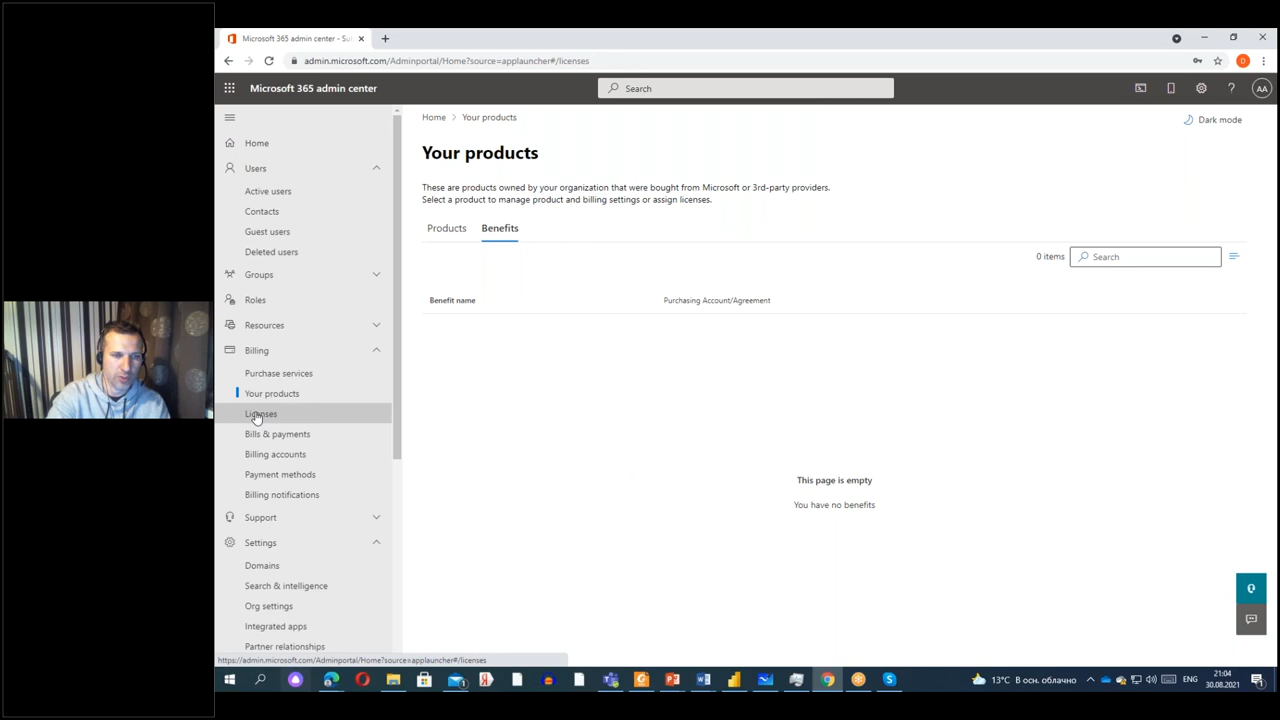 Microsoft 365 admin center - Sub
admin.microsoft.com/Adminportal/Home?source=applauncher#/licenses
D
Microsoft 365 admin center
Search
AA
Home
Users
Active users
Contacts
Guest users
Deleted users
Groups
Roles
Resources
Billing
Purchase services
Your products
Licenses
Bills & payments
Billing accounts
Payment methods
Billing notifications
Support
Settings
Domains
Search & intelligence
Org settings
Integrated apps
Partner relationships
https://admin.microsoft.com/Adminportal/Home?source=applauncher#/licenses
Home > Your products
Dark mode
Your products
These are products owned by your organization that were bought from Microsoft or 3rd-party providers.
Select a product to manage product and billing settings or assign licenses.
Products Benefits
0 items Search
Benefit name Purchasing Account/Agreement
This page is empty
You have no benefits
13°C В осн. облачно
ENG
21:04
30.08.2021